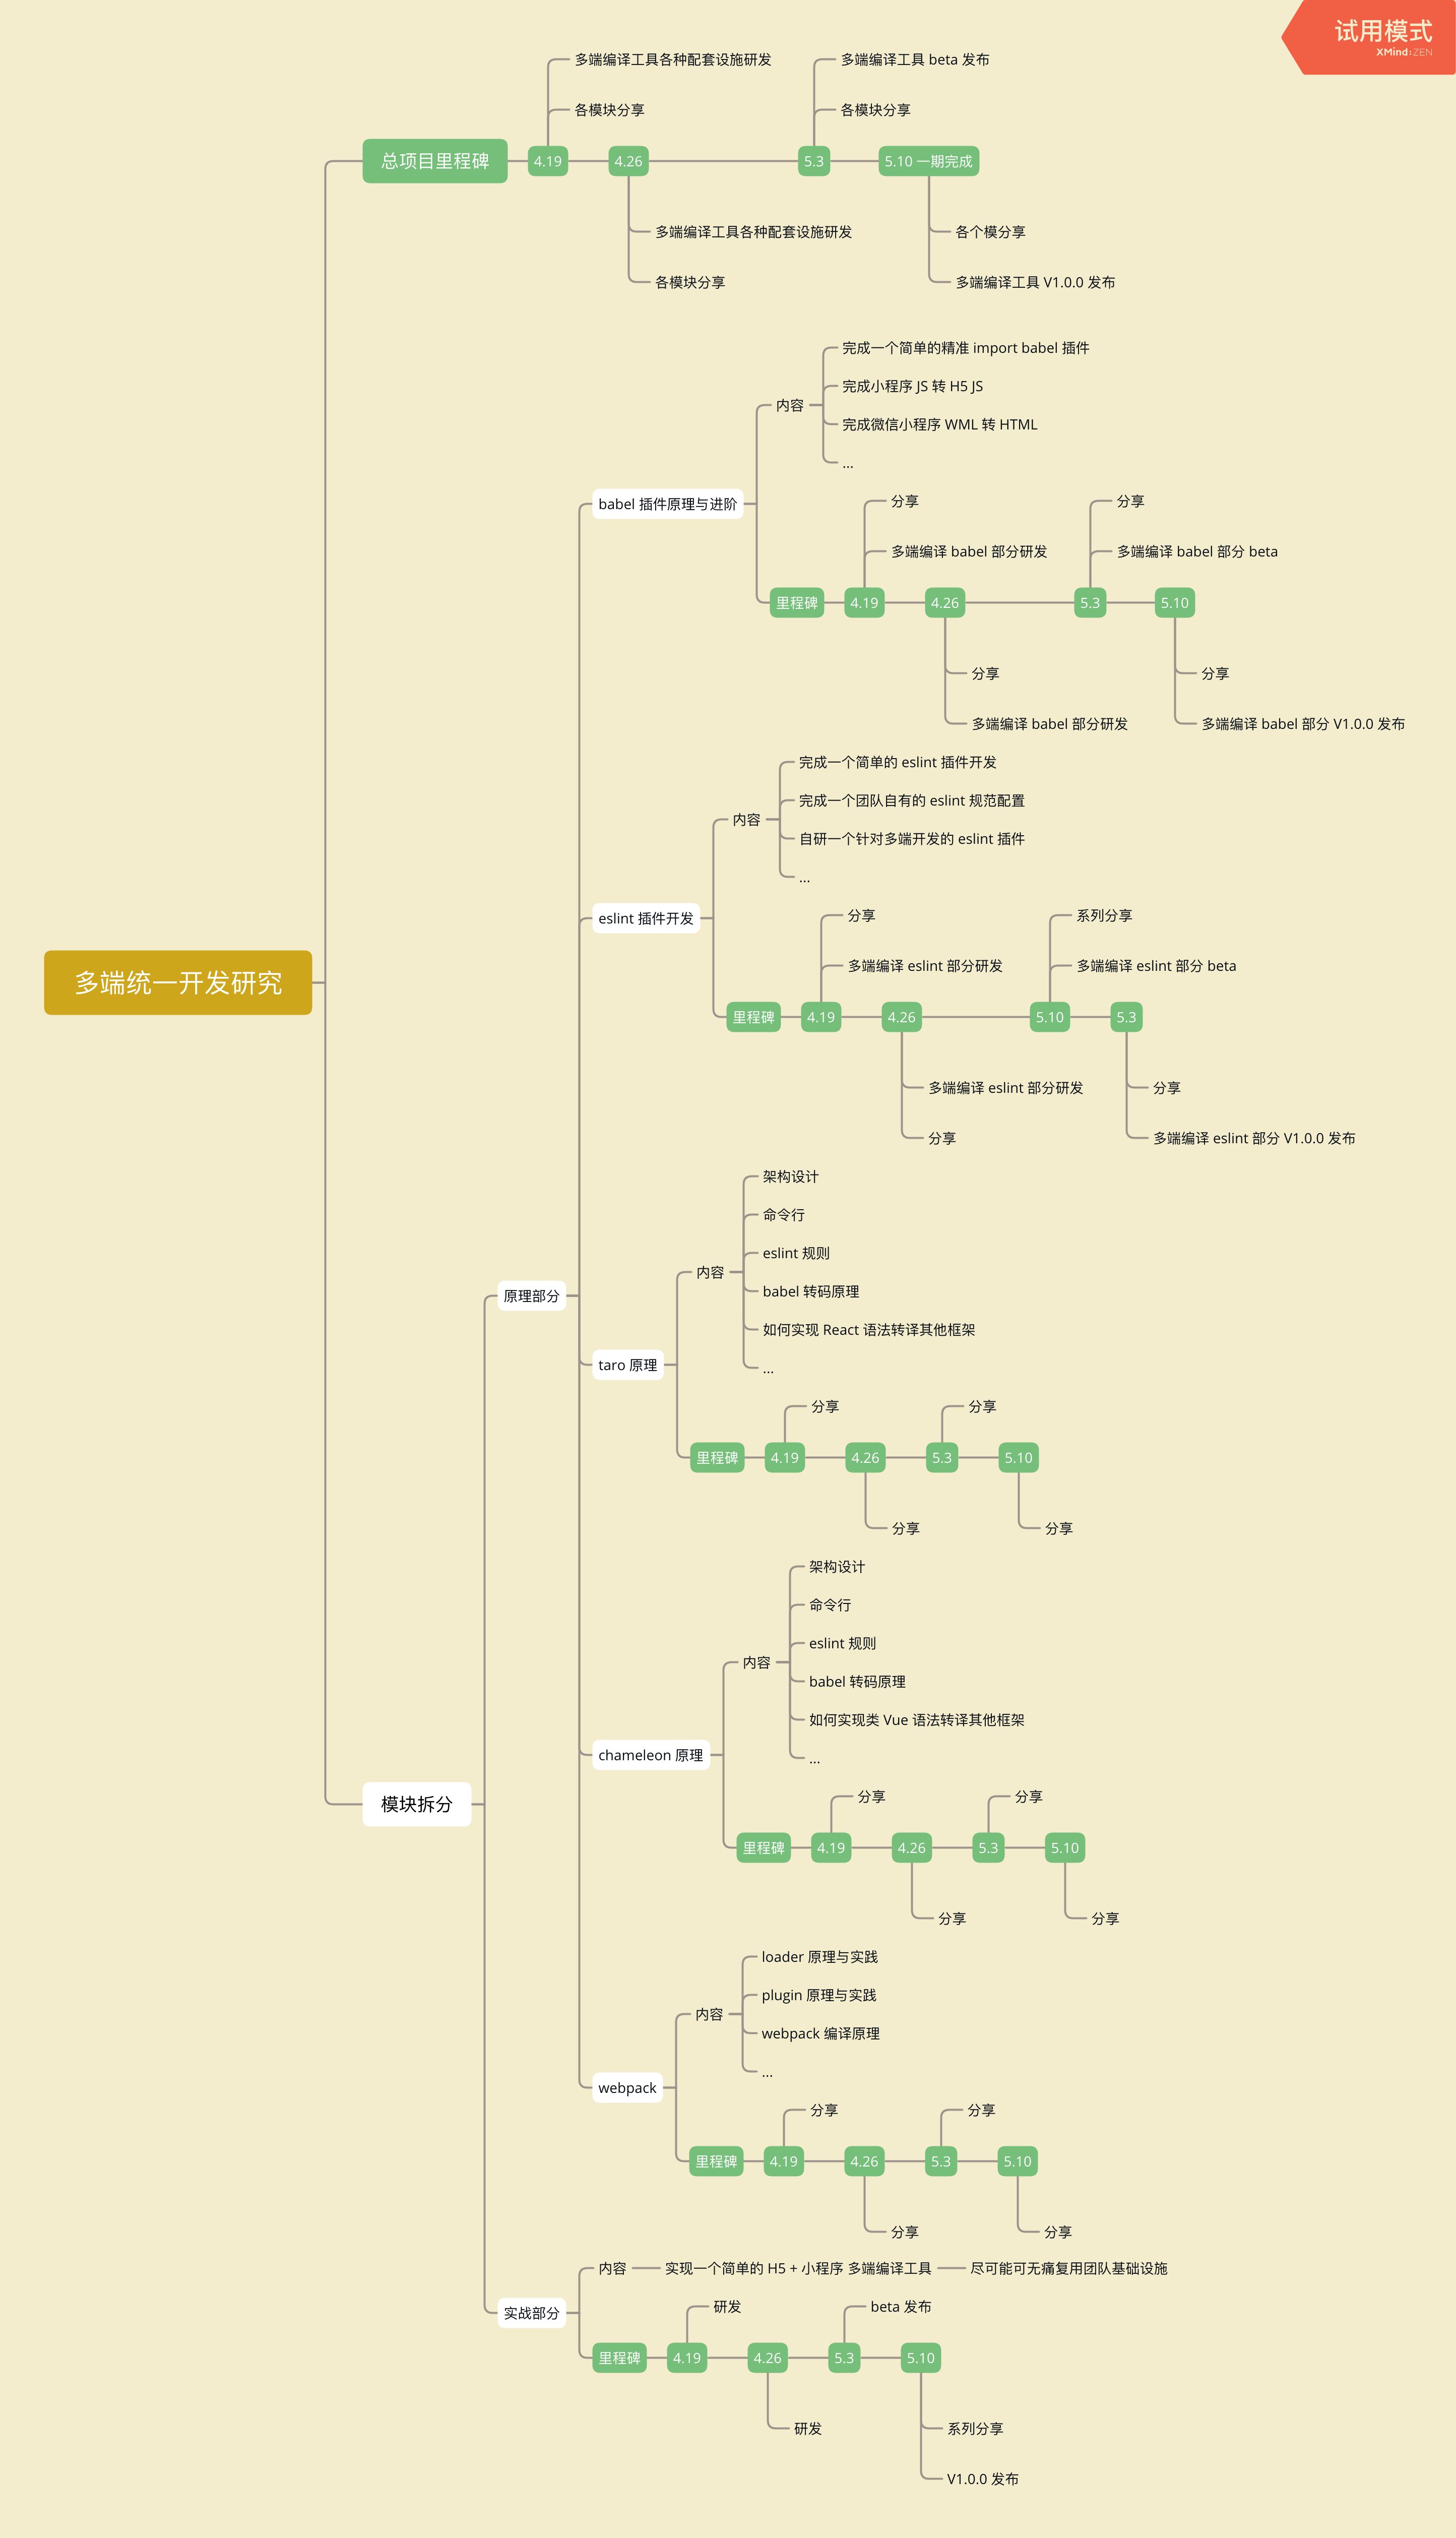 试用模式
XMind:ZEN
多端统一开发研究
总项目里程碑
4.19
多端编译工具各种配套设施研发
各模块分享
4.26
多端编译工具各种配套设施研发
各模块分享
5.3
多端编译工具 beta 发布
各模块分享
5.10 一期完成
各个模分享
多端编译工具 V1.0.0 发布
模块拆分
原理部分
babel 插件原理与进阶
内容
完成一个简单的精准 import babel 插件
完成小程序 JS 转 H5 JS
完成微信小程序 WML 转 HTML
...
里程碑
4.19
分享
多端编译 babel 部分研发
4.26
分享
多端编译 babel 部分研发
5.3
分享
多端编译 babel 部分 beta
5.10
分享
多端编译 babel 部分 V1.0.0 发布
eslint 插件开发
内容
完成一个简单的 eslint 插件开发
完成一个团队自有的 eslint 规范配置
自研一个针对多端开发的 eslint 插件
...
里程碑
4.19
分享
多端编译 eslint 部分研发
4.26
多端编译 eslint 部分研发
分享
5.10
系列分享
多端编译 eslint 部分 beta
5.3
分享
多端编译 eslint 部分 V1.0.0 发布
taro 原理
内容
架构设计
命令行
eslint 规则
babel 转码原理
如何实现 React 语法转译其他框架
...
里程碑
4.19
分享
4.26
分享
5.3
分享
5.10
分享
chameleon 原理
内容
架构设计
命令行
eslint 规则
babel 转码原理
如何实现类 Vue 语法转译其他框架
...
里程碑
4.19
分享
4.26
分享
5.3
分享
5.10
分享
webpack
内容
loader 原理与实践
plugin 原理与实践
webpack 编译原理
...
里程碑
4.19
分享
4.26
分享
5.3
分享
5.10
分享
实战部分
内容
实现一个简单的 H5 + 小程序 多端编译工具
尽可能可无痛复用团队基础设施
里程碑
4.19
研发
4.26
研发
5.3
beta 发布
5.10
系列分享
V1.0.0 发布